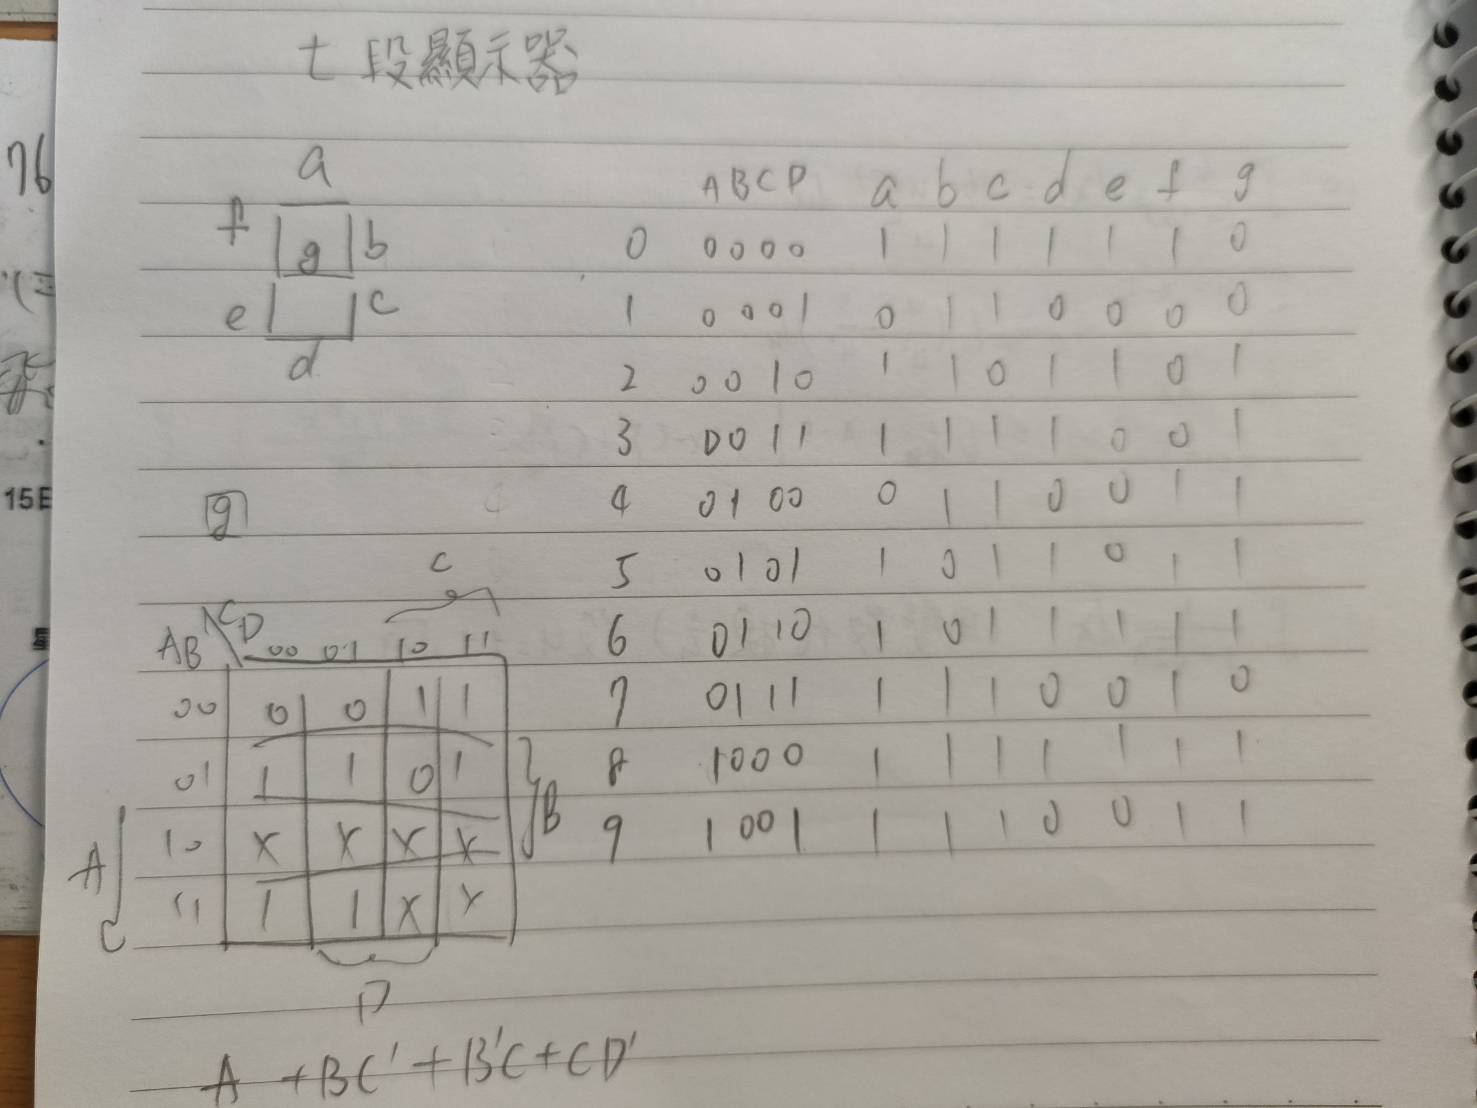 七段顯示器
76
a
f g b
e c
d
15E
ABCD a b c d e f g
0 0000 1 1 1 1 1 1 0
1 0001 0 1 1 0 0 0 0
2 0010 1 1 0 1 1 0 1
3 0011 1 1 1 1 0 0 1
4 0100 0 1 1 0 0 1 1
5 0101 1 0 1 1 0 1 1
6 0110 1 0 1 1 1 1 1
7 0111 1 1 1 0 0 1 0
8 1000 1 1 1 1 1 1 1
9 1001 1 1 1 0 0 1 1
g
C
AB CD 00 01 10 11
00 0 0 1 1
01 1 1 0 1
B
10 X X X X
A
11 1 1 X X
D
A + BC' + B'C + CD'